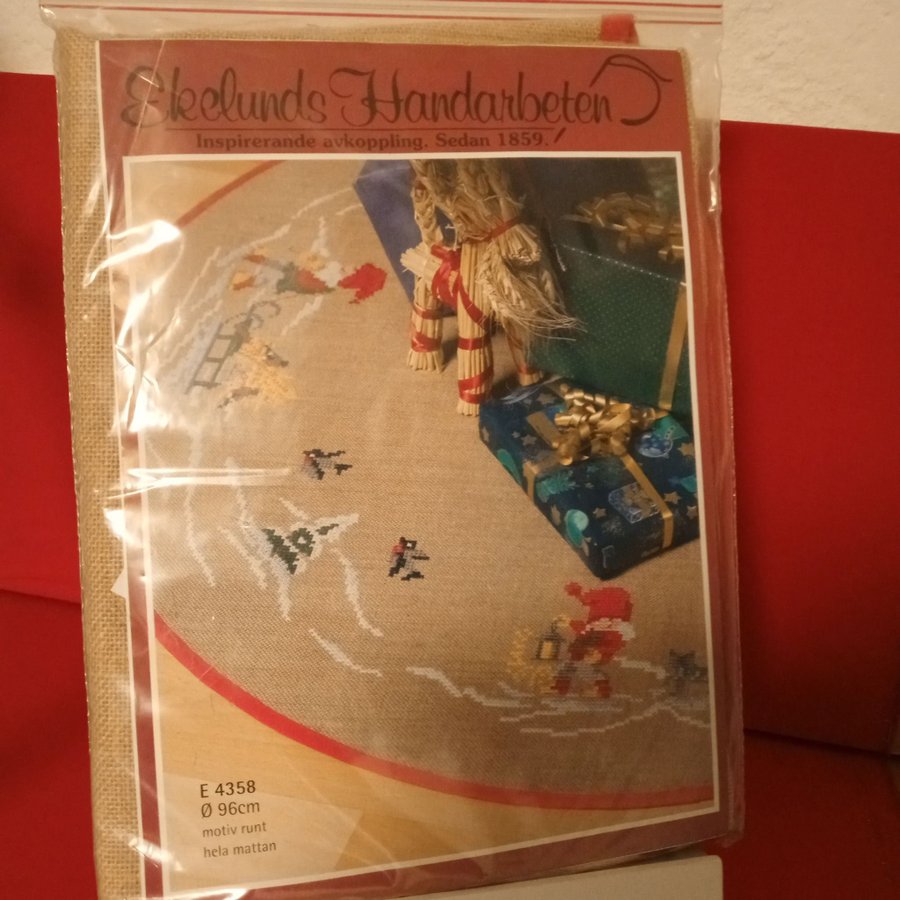 Ekelunds Handarbeten
Inspirerande avkoppling. Sedan 1859.
E 4358
Ø 96cm
motiv runt
hela mattan